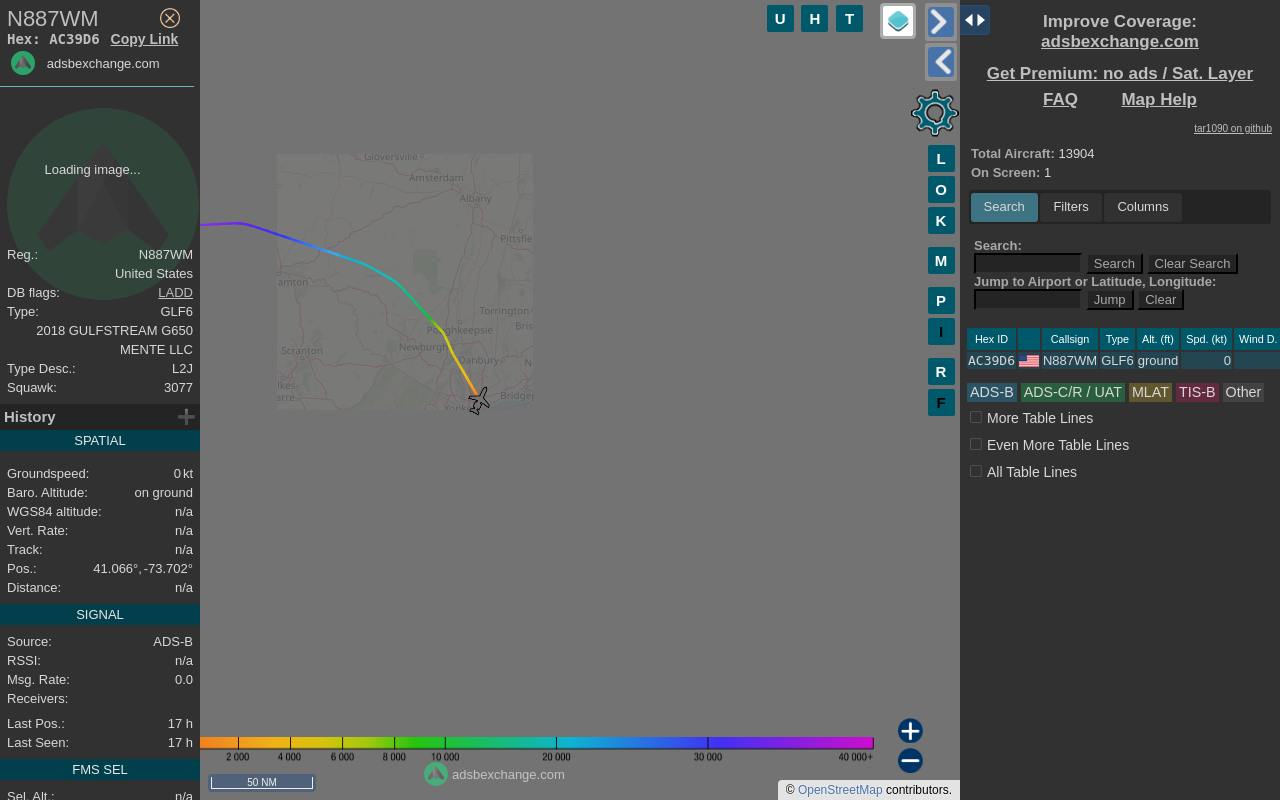 N887WM
Hex: AC39D6 Copy Link
adsbexchange.com
Loading image...
Reg.: N887WM
United States
DB flags: LADD
Type: GLF6
2018 GULFSTREAM G650
MENTE LLC
Type Desc.: L2J
Squawk: 3077
History
SPATIAL
Groundspeed: 0 kt
Baro. Altitude: on ground
WGS84 altitude: n/a
Vert. Rate: n/a
Track: n/a
Pos.: 41.066°, -73.702°
Distance: n/a
SIGNAL
Source: ADS-B
RSSI: n/a
Msg. Rate: 0.0
Receivers:
Last Pos.: 17 h
Last Seen: 17 h
FMS SEL
Sel. Alt.: n/a
U H T
L
O
K
M
P
I
R
F
Gloversville
Amsterdam
Albany
Pittsfie
amton
Torrington
Poughkeepsie
Bris
Newburgh
Scranton
Danbury
N
lkes-
arre
Bridgep
Yonk
2 000 4 000 6 000 8 000 10 000 20 000 30 000 40 000+
50 NM
adsbexchange.com
© OpenStreetMap contributors.
Improve Coverage:
adsbexchange.com
Get Premium: no ads / Sat. Layer
FAQ Map Help
tar1090 on github
Total Aircraft: 13904
On Screen: 1
Search Filters Columns
Search:
Search Clear Search
Jump to Airport or Latitude, Longitude:
Jump Clear
Hex ID Callsign Type Alt. (ft) Spd. (kt) Wind D.
AC39D6 N887WM GLF6 ground 0
ADS-B ADS-C/R / UAT MLAT TIS-B Other
More Table Lines
Even More Table Lines
All Table Lines